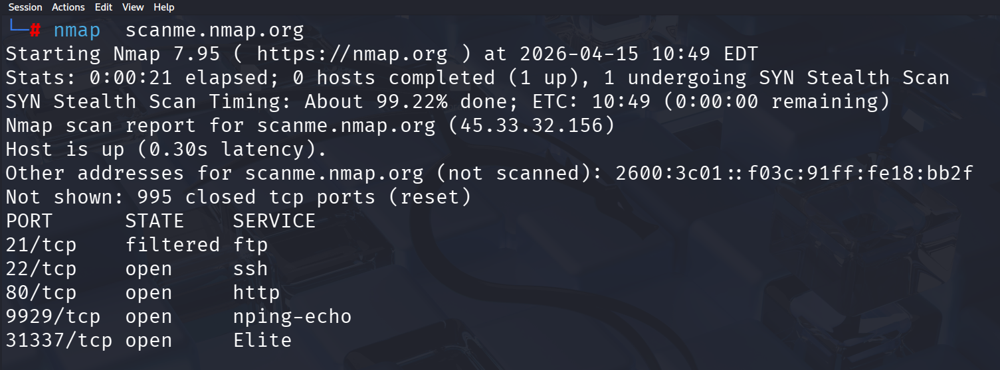 Session Actions Edit View Help
└─# nmap  scanme.nmap.org
Starting Nmap 7.95 ( https://nmap.org ) at 2026-04-15 10:49 EDT
Stats: 0:00:21 elapsed; 0 hosts completed (1 up), 1 undergoing SYN Stealth Scan
SYN Stealth Scan Timing: About 99.22% done; ETC: 10:49 (0:00:00 remaining)
Nmap scan report for scanme.nmap.org (45.33.32.156)
Host is up (0.30s latency).
Other addresses for scanme.nmap.org (not scanned): 2600:3c01::f03c:91ff:fe18:bb2f
Not shown: 995 closed tcp ports (reset)
PORT      STATE    SERVICE
21/tcp    filtered ftp
22/tcp    open     ssh
80/tcp    open     http
9929/tcp  open     nping-echo
31337/tcp open     Elite